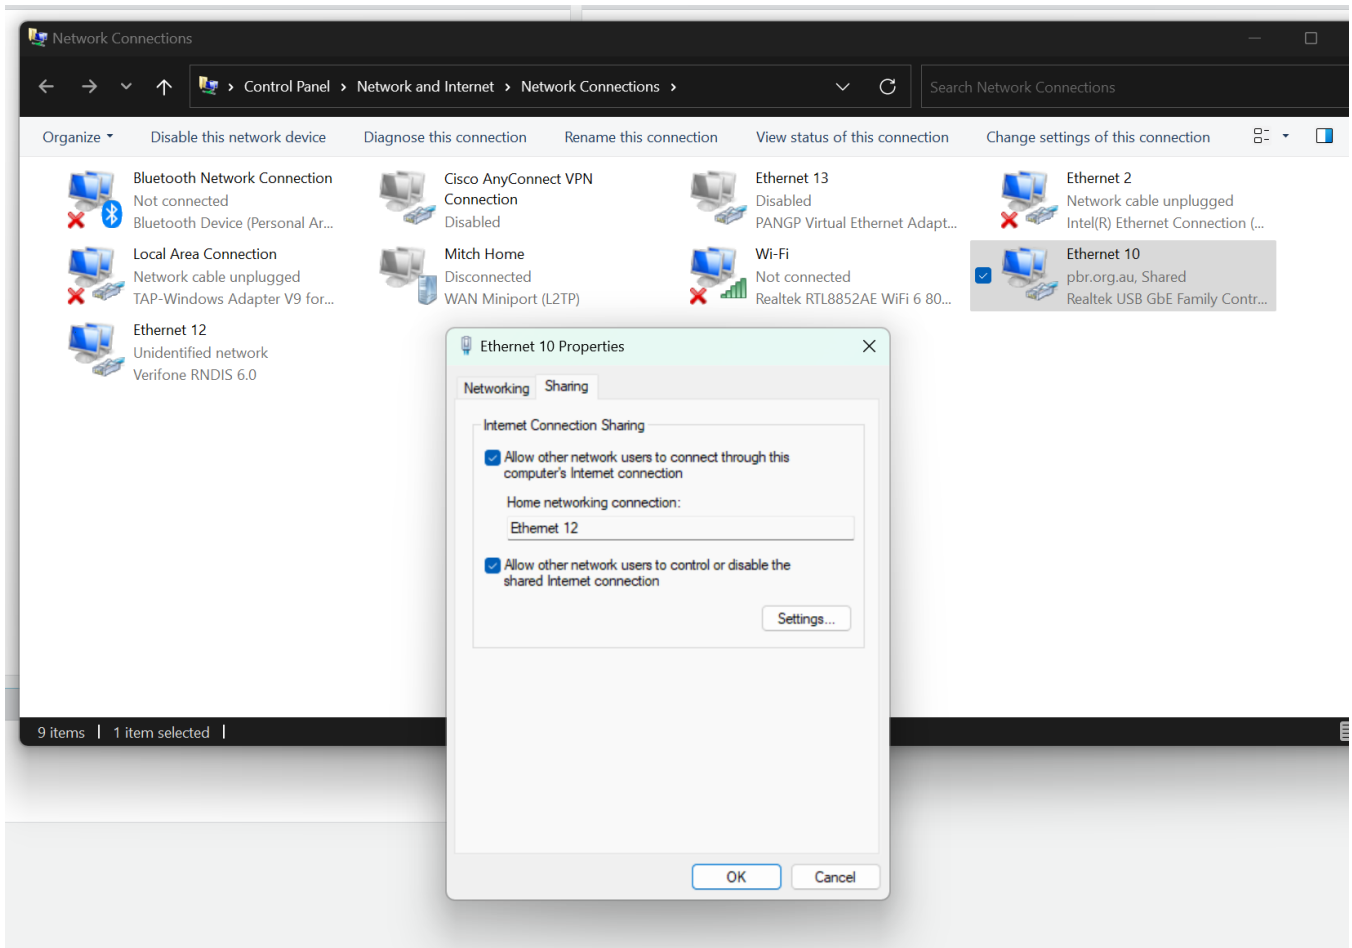 Network Connections
Control Panel > Network and Internet > Network Connections >
Search Network Connections
Organize
Disable this network device
Diagnose this connection
Rename this connection
View status of this connection
Change settings of this connection
Bluetooth Network Connection
Not connected
Bluetooth Device (Personal Ar...
Cisco AnyConnect VPN
Connection
Disabled
Ethernet 13
Disabled
PANGP Virtual Ethernet Adapt...
Ethernet 2
Network cable unplugged
Intel(R) Ethernet Connection (...
Local Area Connection
Network cable unplugged
TAP-Windows Adapter V9 for...
Mitch Home
Disconnected
WAN Miniport (L2TP)
Wi-Fi
Not connected
Realtek RTL8852AE WiFi 6 80...
Ethernet 10
pbr.org.au, Shared
Realtek USB GbE Family Contr...
Ethernet 12
Unidentified network
Verifone RNDIS 6.0
Ethernet 10 Properties
Networking
Sharing
Internet Connection Sharing
Allow other network users to connect through this
computer's Internet connection
Home networking connection:
Ethernet 12
Allow other network users to control or disable the
shared Internet connection
Settings...
OK
Cancel
9 items
1 item selected